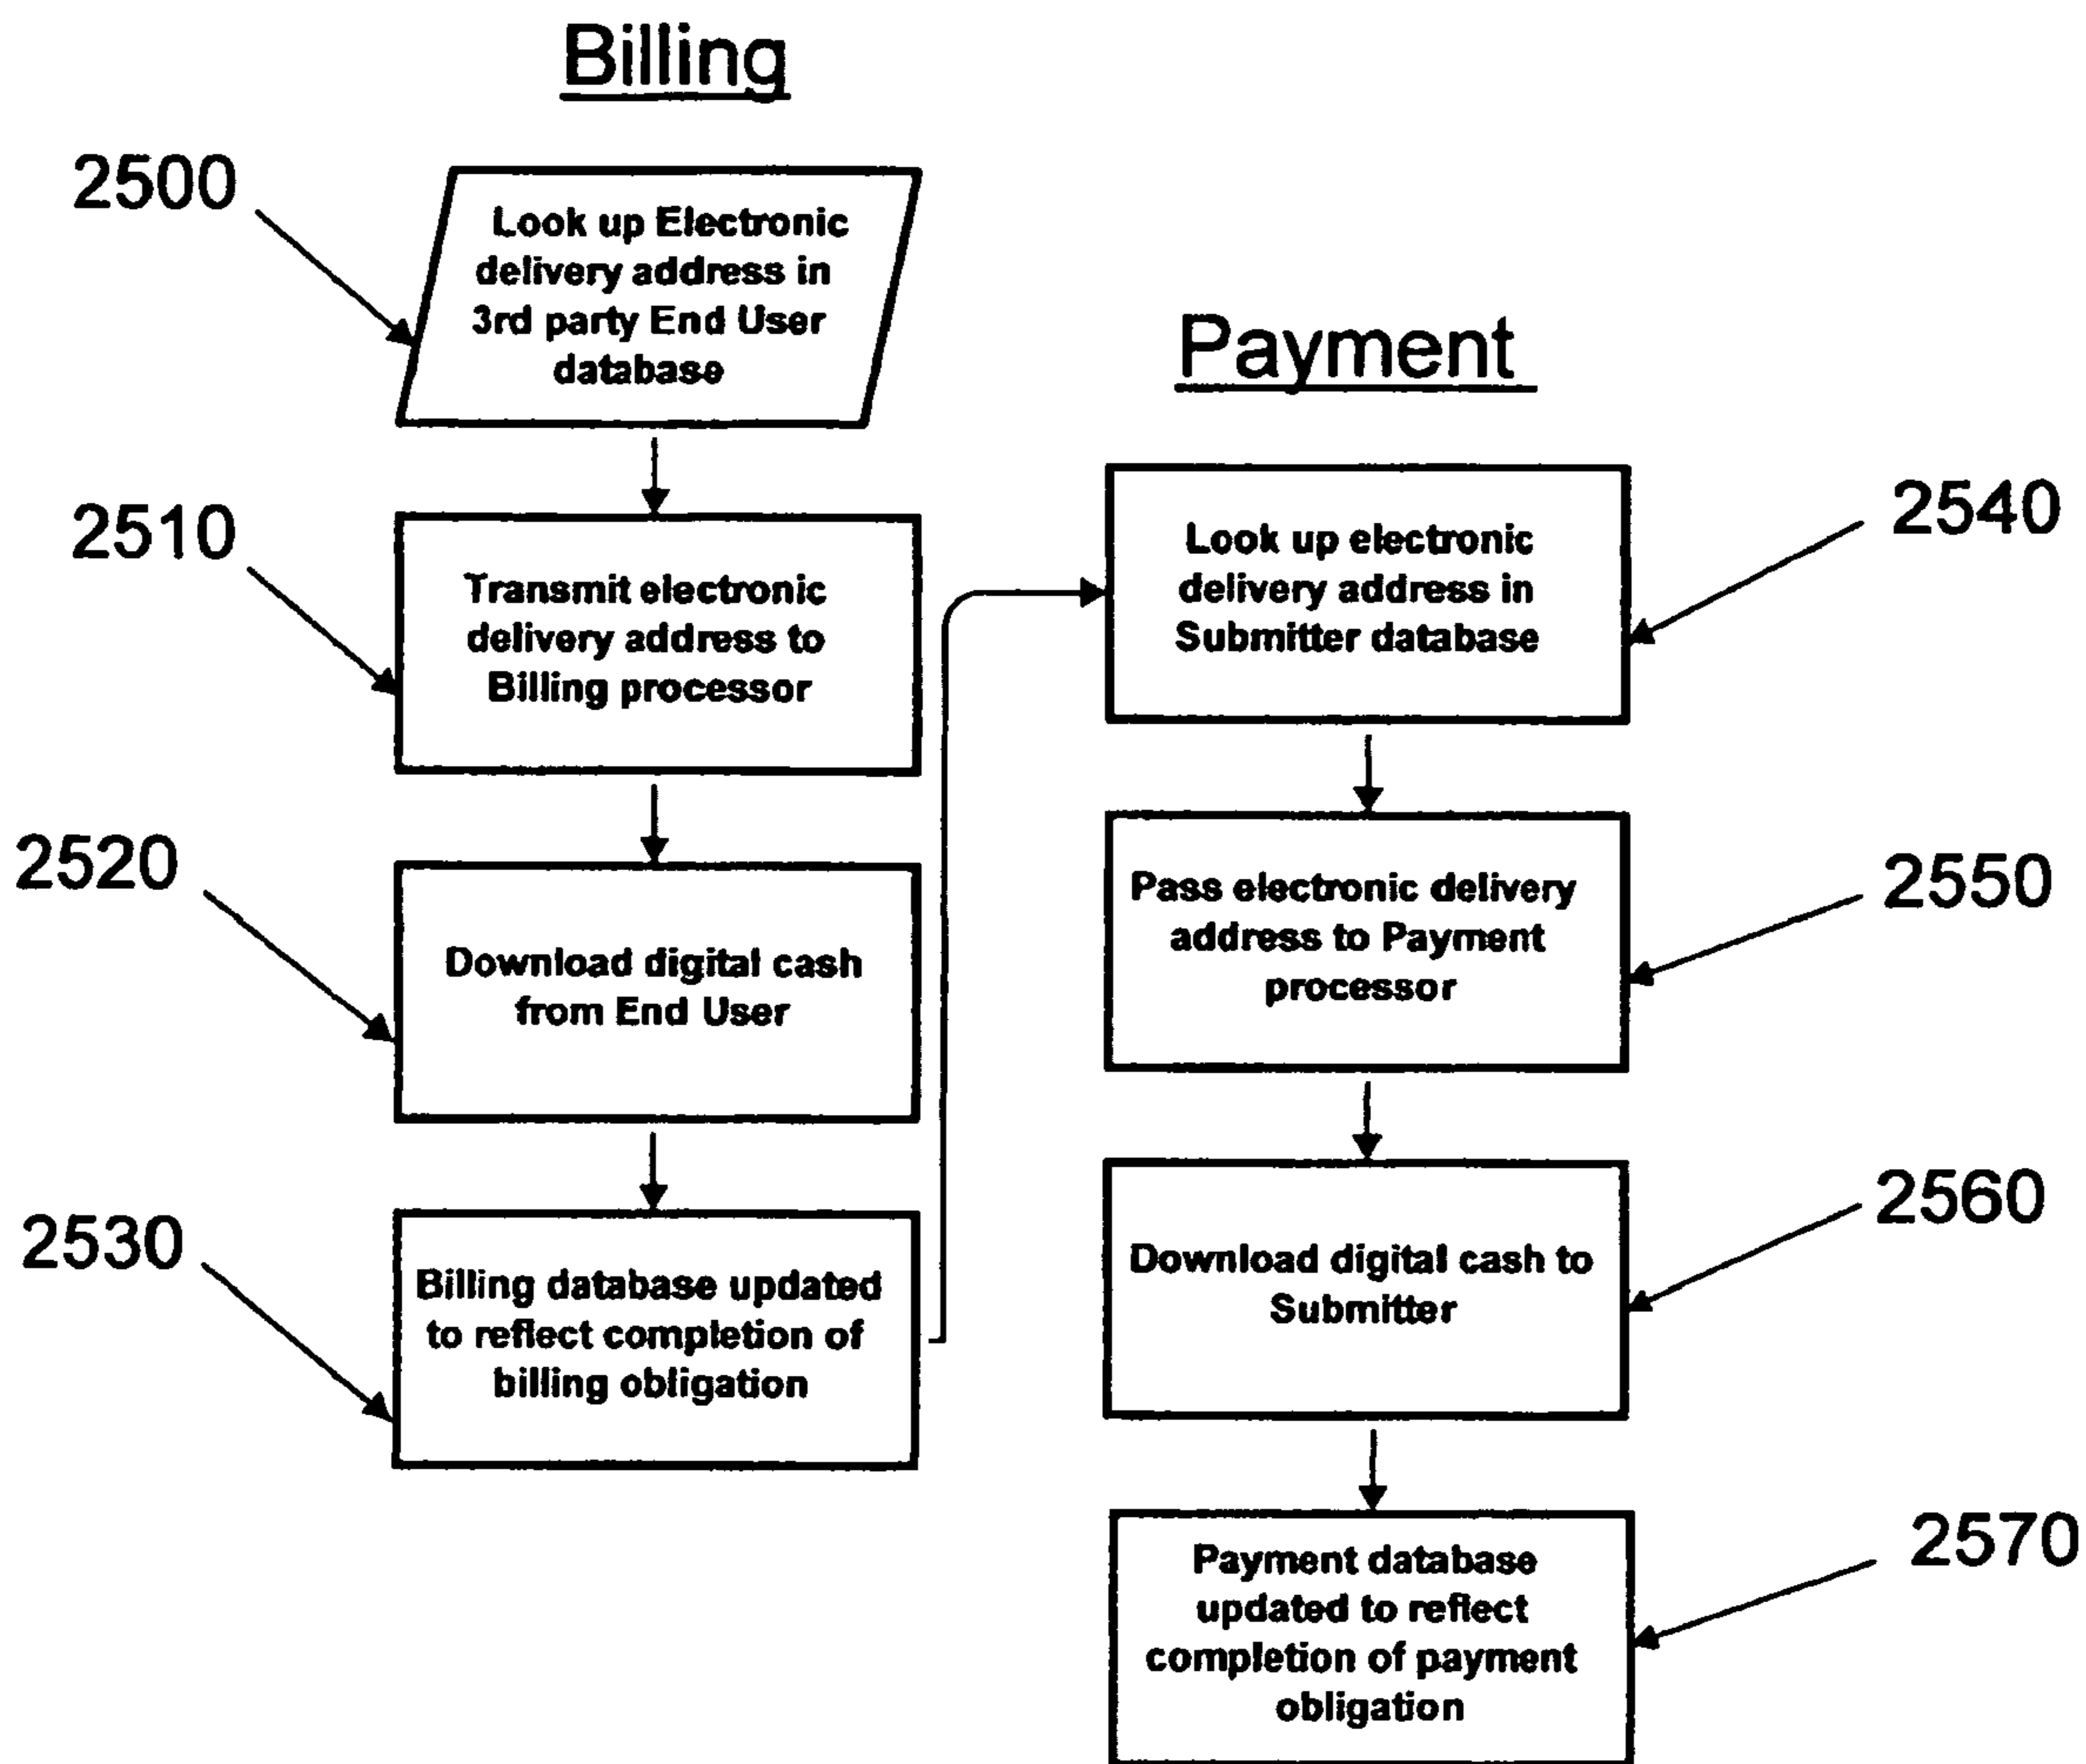 Billing
2500
Look up Electronic
delivery address in
3rd party End User
database
2510
Transmit electronic
delivery address to
Billing processor
2520
Download digital cash
from End User
2530
Billing database updated
to reflect completion of
billing obligation
Payment
2540
Look up electronic
delivery address in
Submitter database
2550
Pass electronic delivery
address to Payment
processor
2560
Download digital cash to
Submitter
2570
Payment database
updated to reflect
completion of payment
obligation